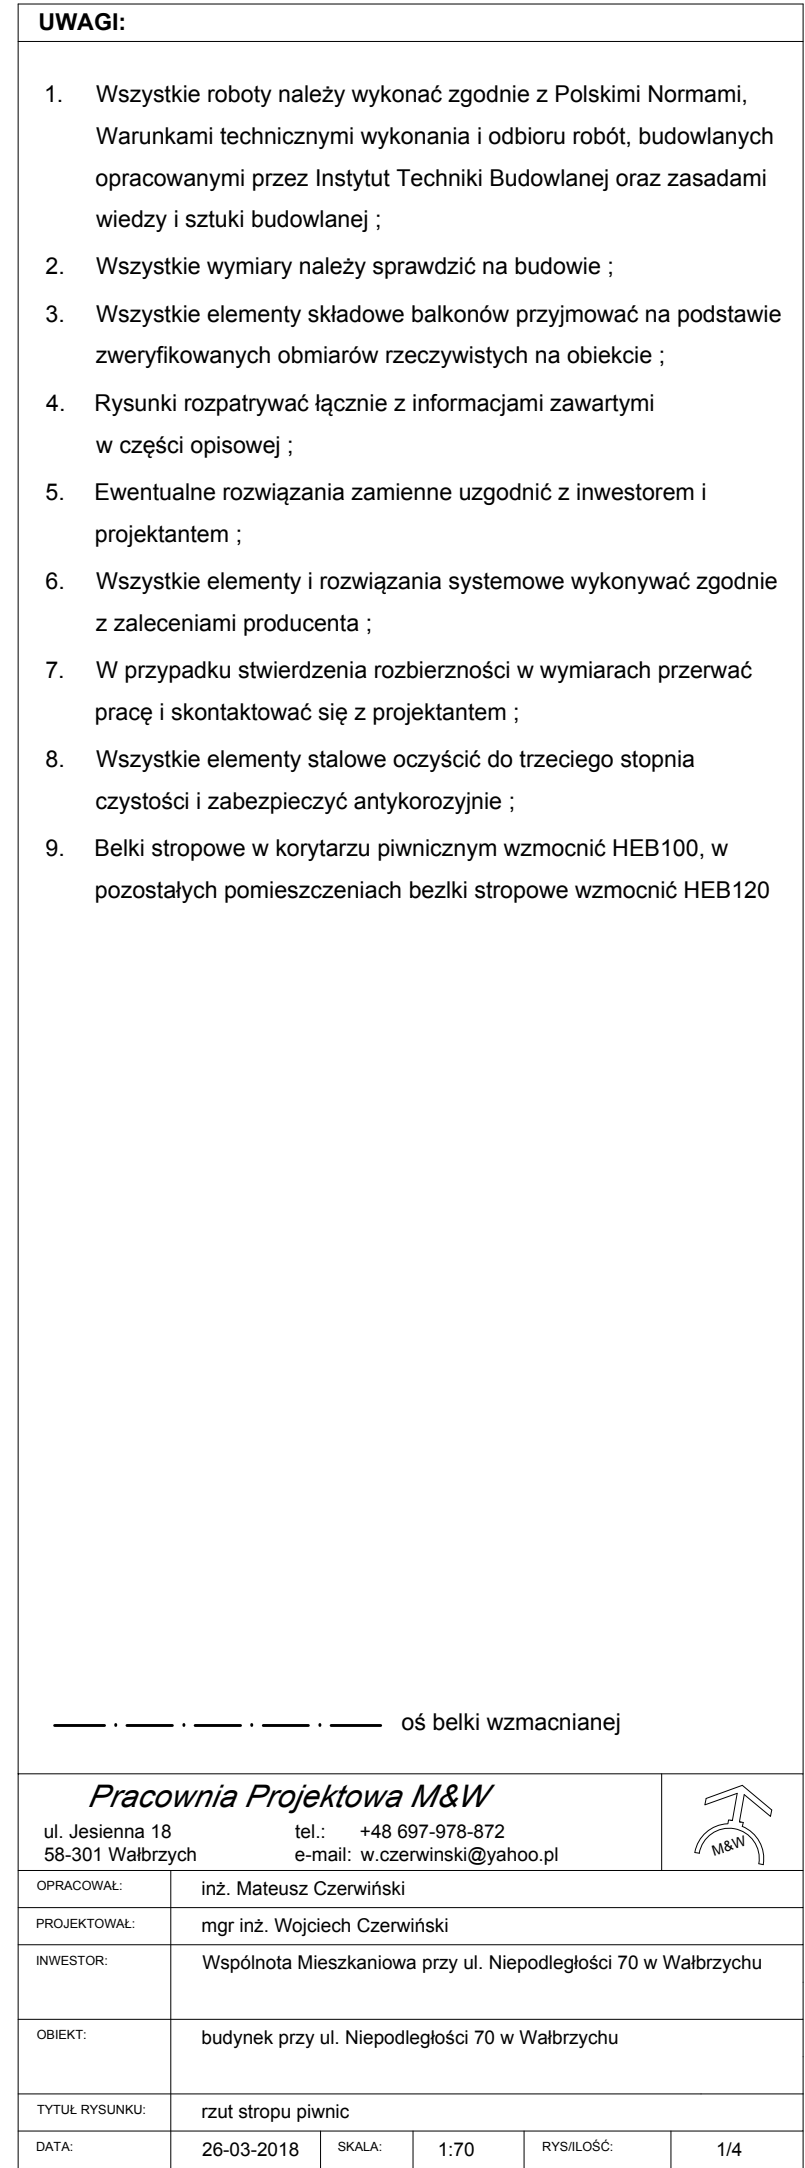 UWAGI:
1. Wszystkie roboty należy wykonać zgodnie z Polskimi Normami,
Warunkami technicznymi wykonania i odbioru robót, budowlanych
opracowanymi przez Instytut Techniki Budowlanej oraz zasadami
wiedzy i sztuki budowlanej ;
2. Wszystkie wymiary należy sprawdzić na budowie ;
3. Wszystkie elementy składowe balkonów przyjmować na podstawie
zweryfikowanych obmiarów rzeczywistych na obiekcie ;
4. Rysunki rozpatrywać łącznie z informacjami zawartymi
w części opisowej ;
5. Ewentualne rozwiązania zamienne uzgodnić z inwestorem i
projektantem ;
6. Wszystkie elementy i rozwiązania systemowe wykonywać zgodnie
z zaleceniami producenta ;
7. W przypadku stwierdzenia rozbierzności w wymiarach przerwać
pracę i skontaktować się z projektantem ;
8. Wszystkie elementy stalowe oczyścić do trzeciego stopnia
czystości i zabezpieczyć antykorozyjnie ;
9. Belki stropowe w korytarzu piwnicznym wzmocnić HEB100, w
pozostałych pomieszczeniach bezlki stropowe wzmocnić HEB120
oś belki wzmacnianej
Pracownia Projektowa M&W
ul. Jesienna 18 tel.: +48 697-978-872
58-301 Wałbrzych e-mail: w.czerwinski@yahoo.pl
M&W
OPRACOWAŁ: inż. Mateusz Czerwiński
PROJEKTOWAŁ: mgr inż. Wojciech Czerwiński
INWESTOR: Wspólnota Mieszkaniowa przy ul. Niepodległości 70 w Wałbrzychu
OBIEKT: budynek przy ul. Niepodległości 70 w Wałbrzychu
TYTUŁ RYSUNKU: rzut stropu piwnic
DATA: 26-03-2018 SKALA: 1:70 RYS/ILOŚĆ: 1/4